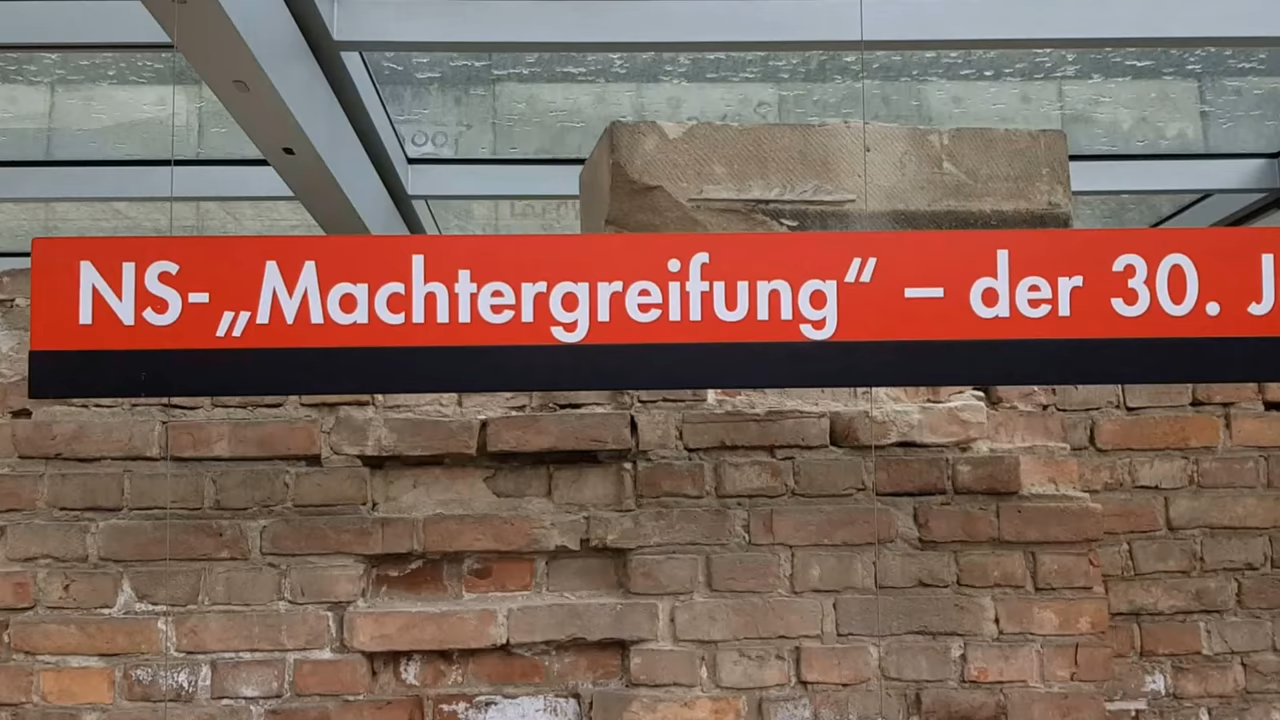 NS-„Machtergreifung“ – der 30. J